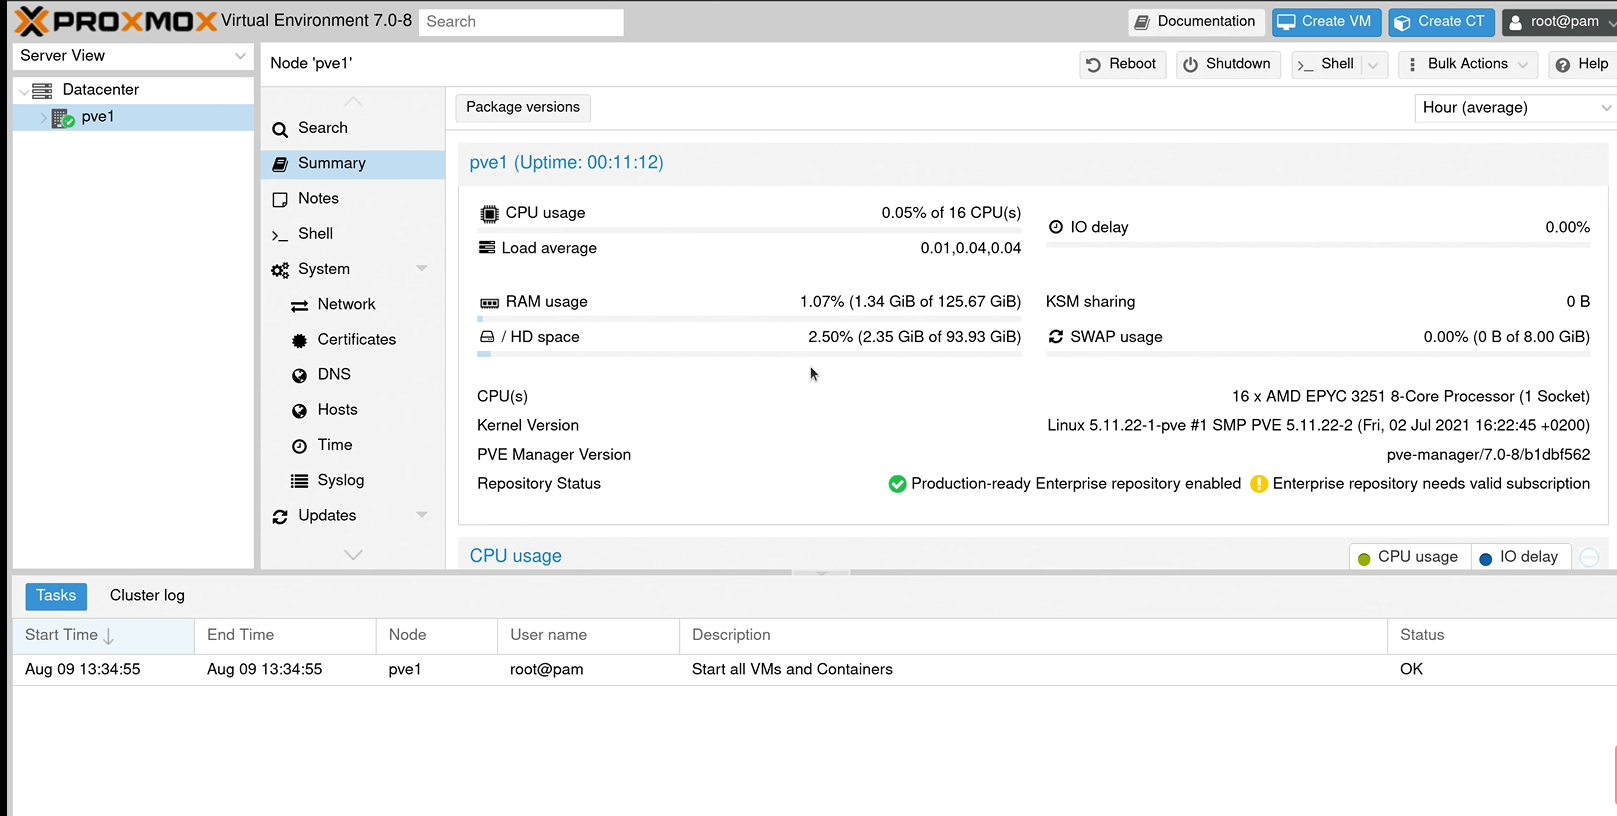 PROXMOX Virtual Environment 7.0-8 Search Documentation Create VM Create CT root@pam
Server View
Datacenter
pve1
Node 'pve1' Reboot Shutdown Shell Bulk Actions Help
Search
Summary
Notes
Shell
System
Network
Certificates
DNS
Hosts
Time
Syslog
Updates
Package versions Hour (average)
pve1 (Uptime: 00:11:12)
CPU usage 0.05% of 16 CPU(s)
IO delay 0.00%
Load average 0.01,0.04,0.04
RAM usage 1.07% (1.34 GiB of 125.67 GiB) KSM sharing 0 B
/ HD space 2.50% (2.35 GiB of 93.93 GiB) SWAP usage 0.00% (0 B of 8.00 GiB)
CPU(s) 16 x AMD EPYC 3251 8-Core Processor (1 Socket)
Kernel Version Linux 5.11.22-1-pve #1 SMP PVE 5.11.22-2 (Fri, 02 Jul 2021 16:22:45 +0200)
PVE Manager Version pve-manager/7.0-8/b1dbf562
Repository Status Production-ready Enterprise repository enabled Enterprise repository needs valid subscription
CPU usage CPU usage IO delay
Tasks Cluster log
Start Time End Time Node User name Description Status
Aug 09 13:34:55 Aug 09 13:34:55 pve1 root@pam Start all VMs and Containers OK